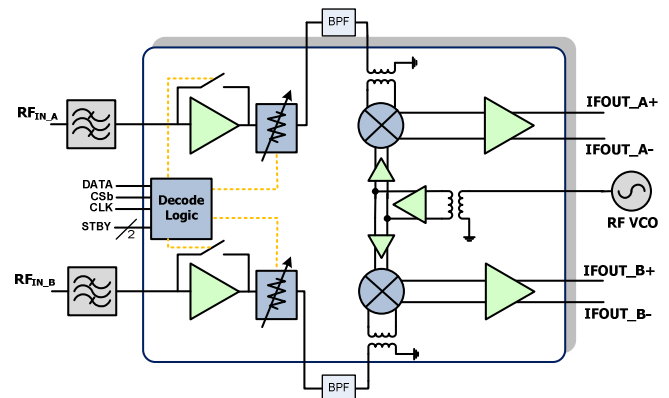 BPF
RFIN_A
IFOUT_A+
IFOUT_A-
DATA
CSb
CLK
STBY
2
Decode
Logic
RF VCO
RFIN_B
IFOUT_B+
IFOUT_B-
BPF